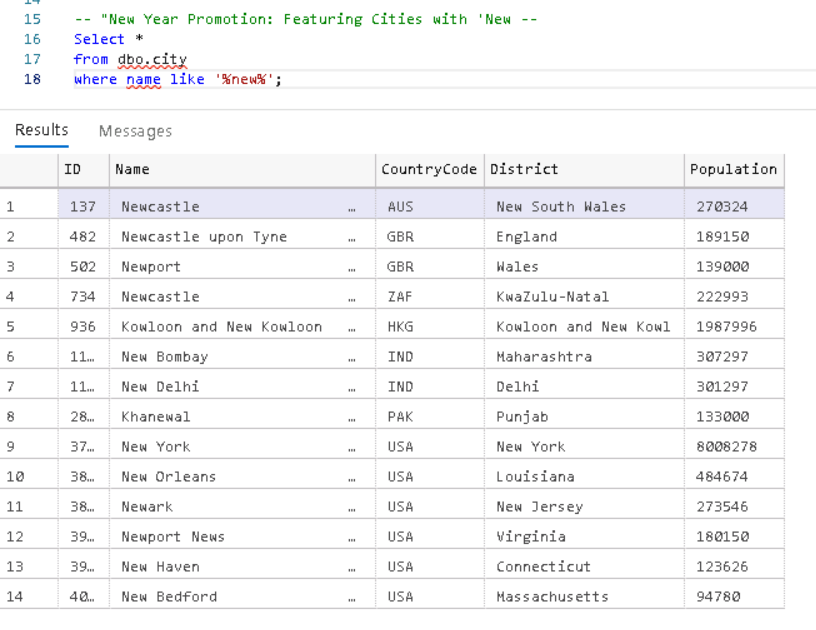 15 -- "New Year Promotion: Featuring Cities with 'New --
16 Select *
17 from dbo.city
18 where name like '%new%';
Results Messages
ID Name CountryCode District Population
1 137 Newcastle … AUS New South Wales 270324
2 482 Newcastle upon Tyne … GBR England 189150
3 502 Newport … GBR Wales 139000
4 734 Newcastle … ZAF KwaZulu-Natal 222993
5 936 Kowloon and New Kowloon … HKG Kowloon and New Kowl 1987996
6 11… New Bombay … IND Maharashtra 307297
7 11… New Delhi … IND Delhi 301297
8 28… Khanewal … PAK Punjab 133000
9 37… New York … USA New York 8008278
10 38… New Orleans … USA Louisiana 484674
11 38… Newark … USA New Jersey 273546
12 39… Newport News … USA Virginia 180150
13 39… New Haven … USA Connecticut 123626
14 40… New Bedford … USA Massachusetts 94780